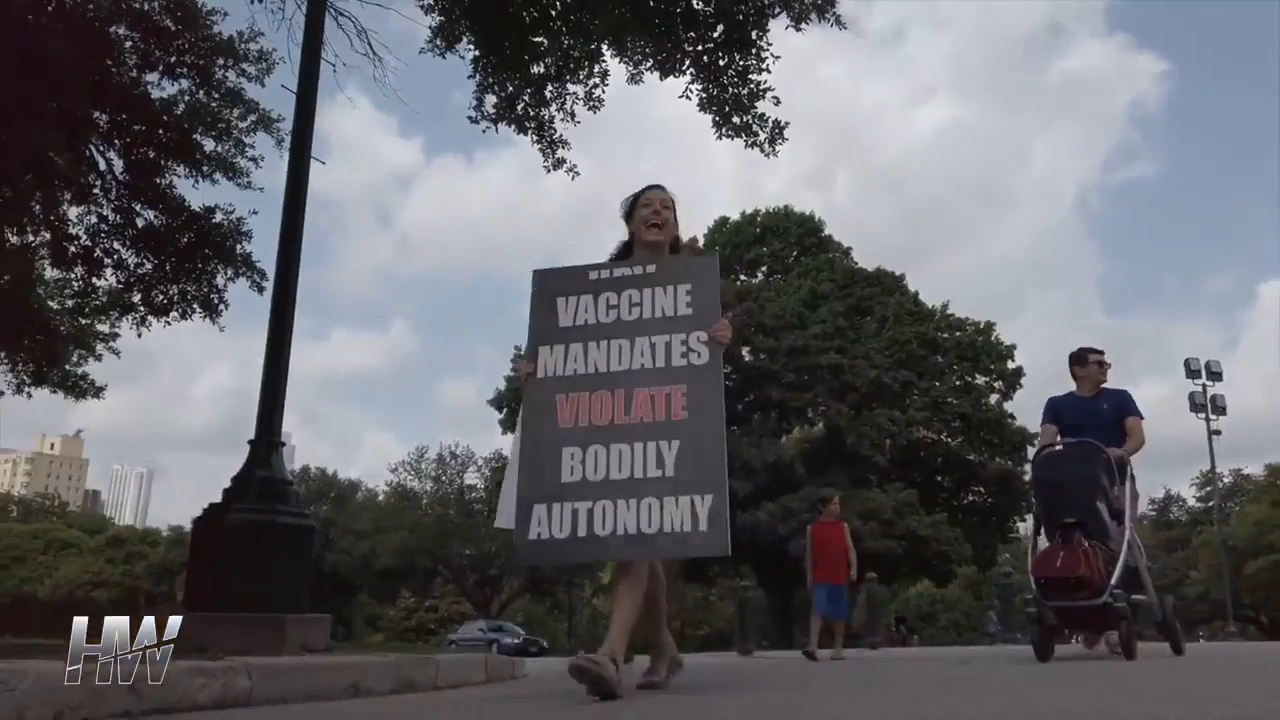 VACCINE
MANDATES
VIOLATE
BODILY
AUTONOMY
HW